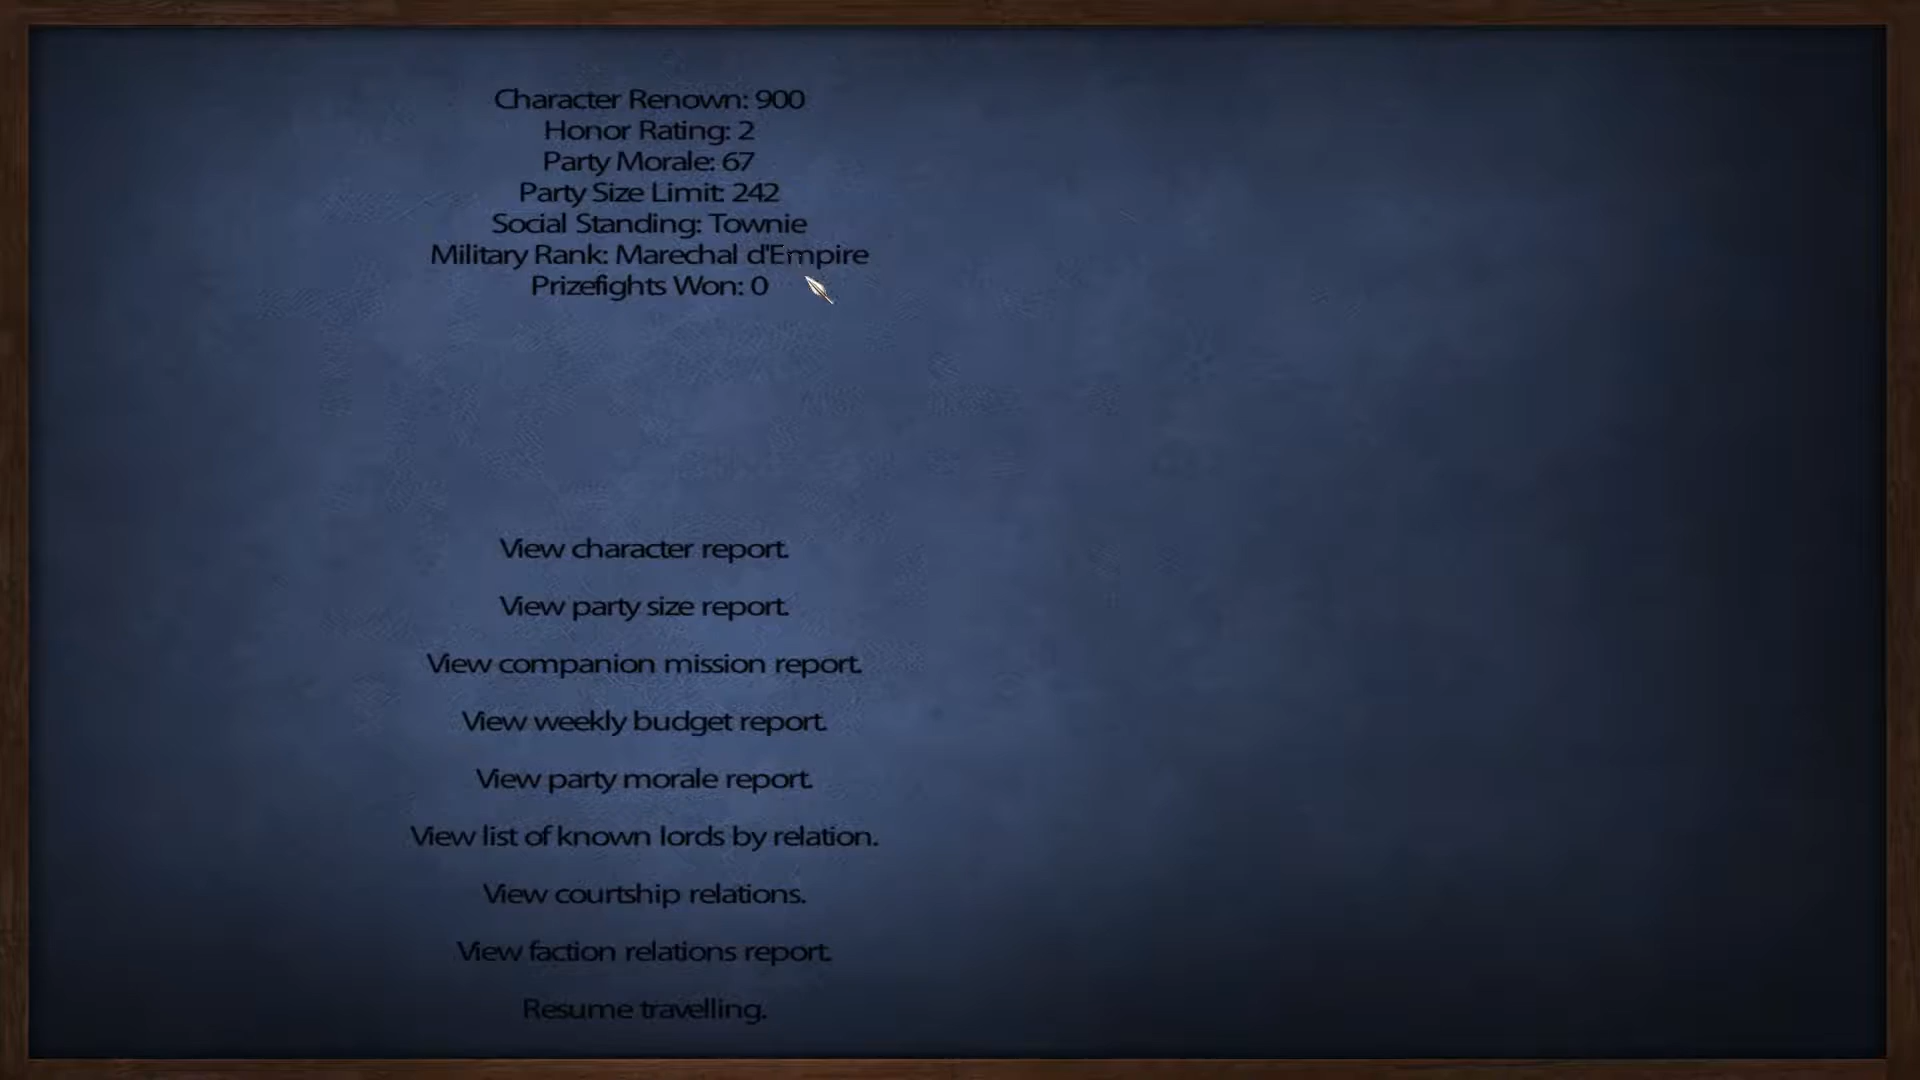 Character Renown: 900
Honor Rating: 2
Party Morale: 67
Party Size Limit: 242
Social Standing: Townie
Military Rank: Marechal d'Empire
Prizefights Won: 0
View character report.
View party size report.
View companion mission report.
View weekly budget report.
View party morale report.
View list of known lords by relation.
View courtship relations.
View faction relations report.
Resume travelling.